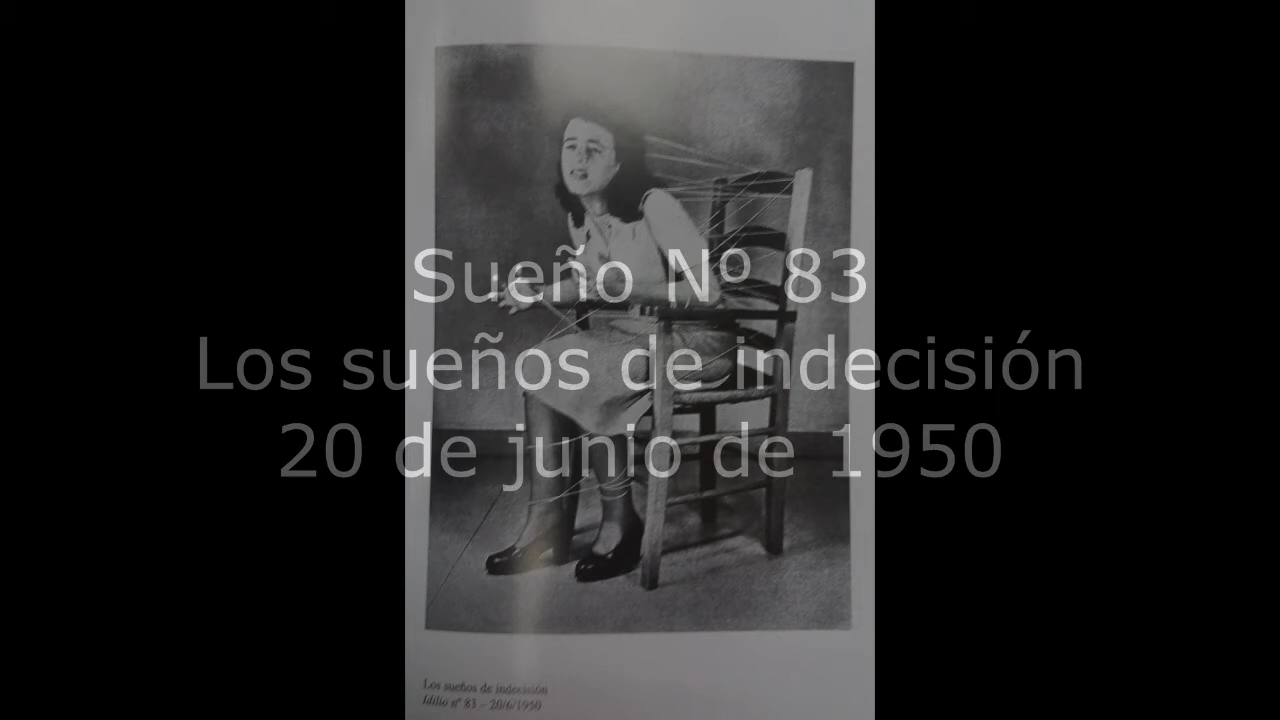 Sueño Nº 83
Los sueños de indecisión
20 de junio de 1950
Los sueños de indecisión
Idilio nº 83 - 20/6/1950